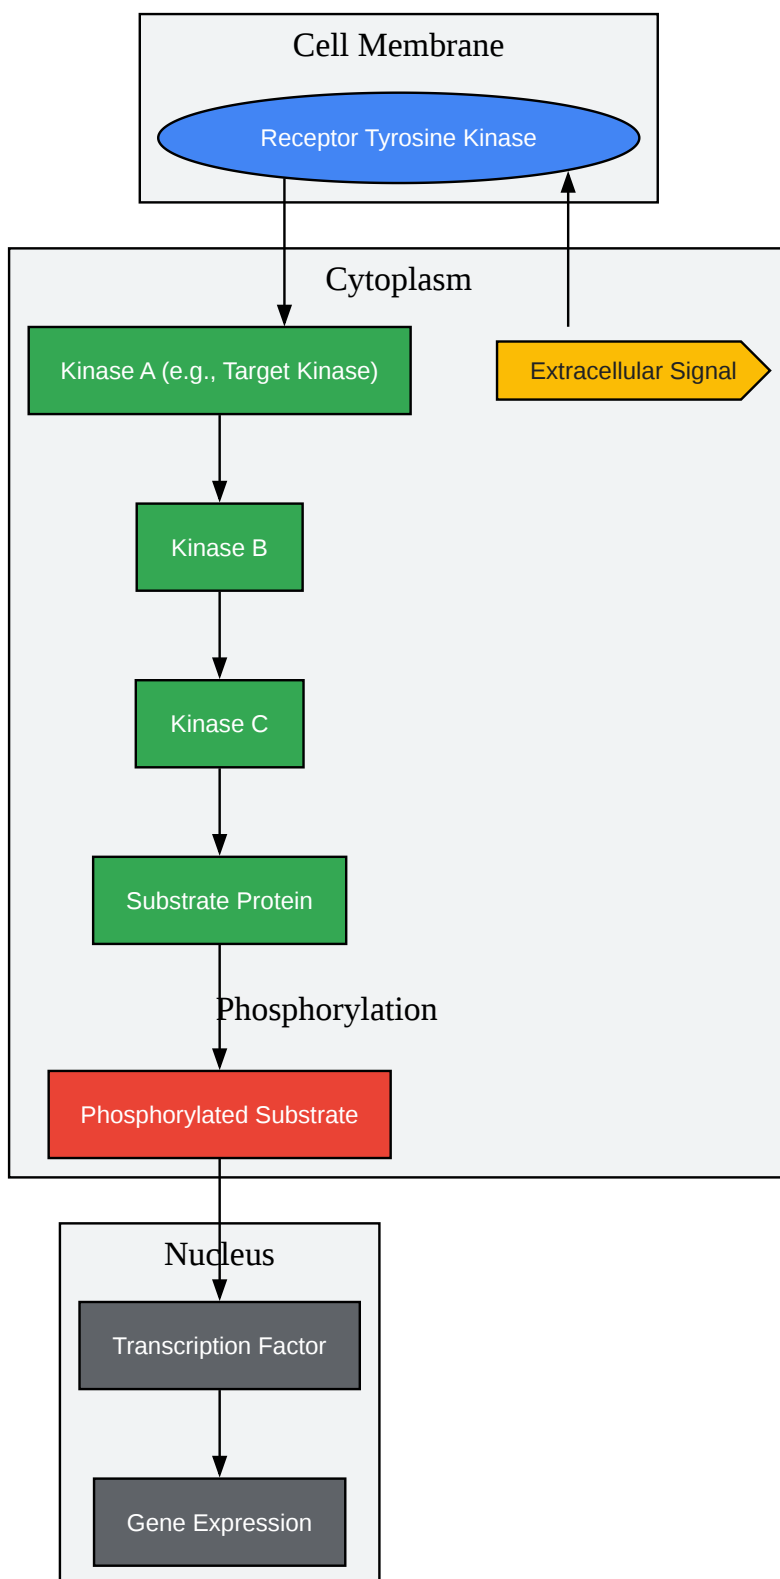 Cell Membrane
Receptor Tyrosine Kinase
Cytoplasm
Kinase A (e.g., Target Kinase)
Extracellular Signal
Kinase B
Kinase C
Substrate Protein
Phosphorylation
Phosphorylated Substrate
Nucleus
Transcription Factor
Gene Expression